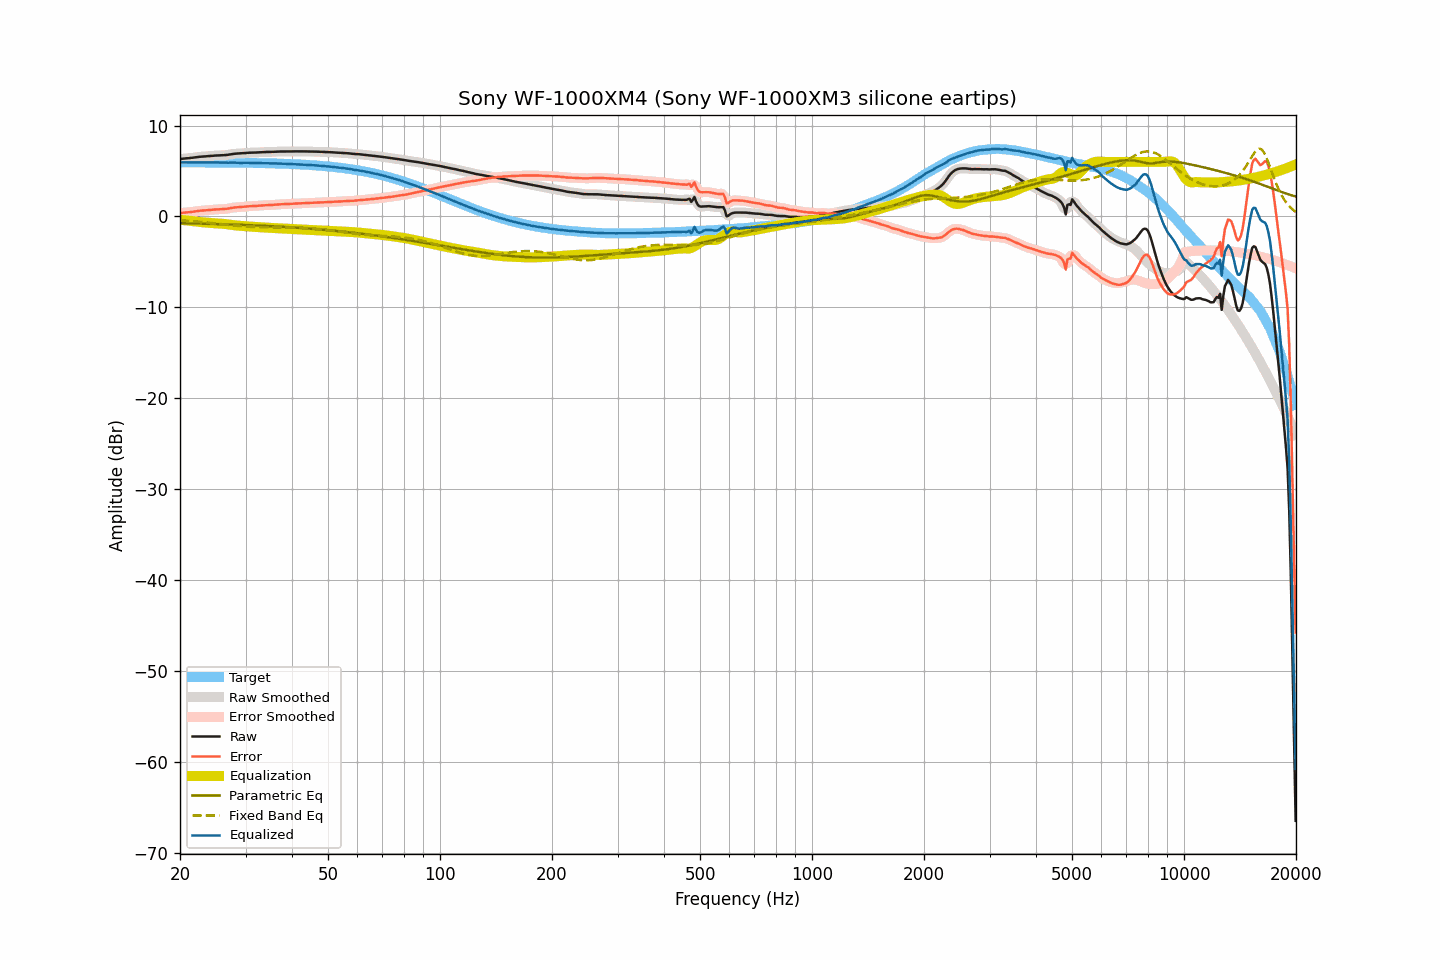 Sony WF-1000XM4 (Sony WF-1000XM3 silicone eartips)
10
0
−10
−20
−30
−40
−50
−60
−70
Amplitude (dBr)
Target
Raw Smoothed
Error Smoothed
Raw
Error
Equalization
Parametric Eq
Fixed Band Eq
Equalized
20 50 100 200 500 1000 2000 5000 10000 20000
Frequency (Hz)